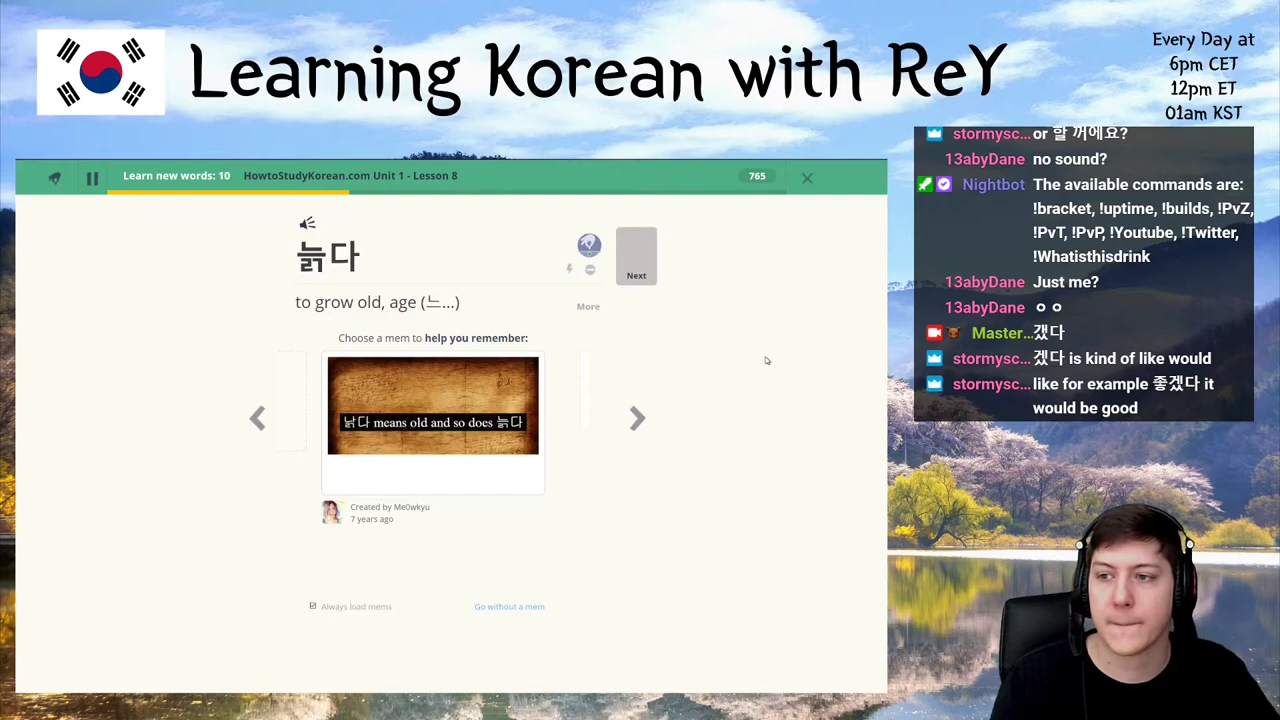 Learning Korean with ReY
Every Day at
6pm CET
12pm ET
01am KST
Learn new words: 10 HowtoStudyKorean.com Unit 1 - Lesson 8 765
늙다
Next
to grow old, age (느...)
More
Choose a mem to help you remember:
낡다 means old and so does 늙다
Created by Me0wkyu
7 years ago
Always load mems
Go without a mem
stormysc... or 할 꺼에요?
13abyDane no sound?
Nightbot The available commands are:
!bracket, !uptime, !builds, !PvZ,
!PvT, !PvP, !Youtube, !Twitter,
!Whatisthisdrink
13abyDane Just me?
13abyDane ㅇㅇ
Master... 겠다
stormysc... 겠다 is kind of like would
stormysc... like for example 좋겠다 it
would be good